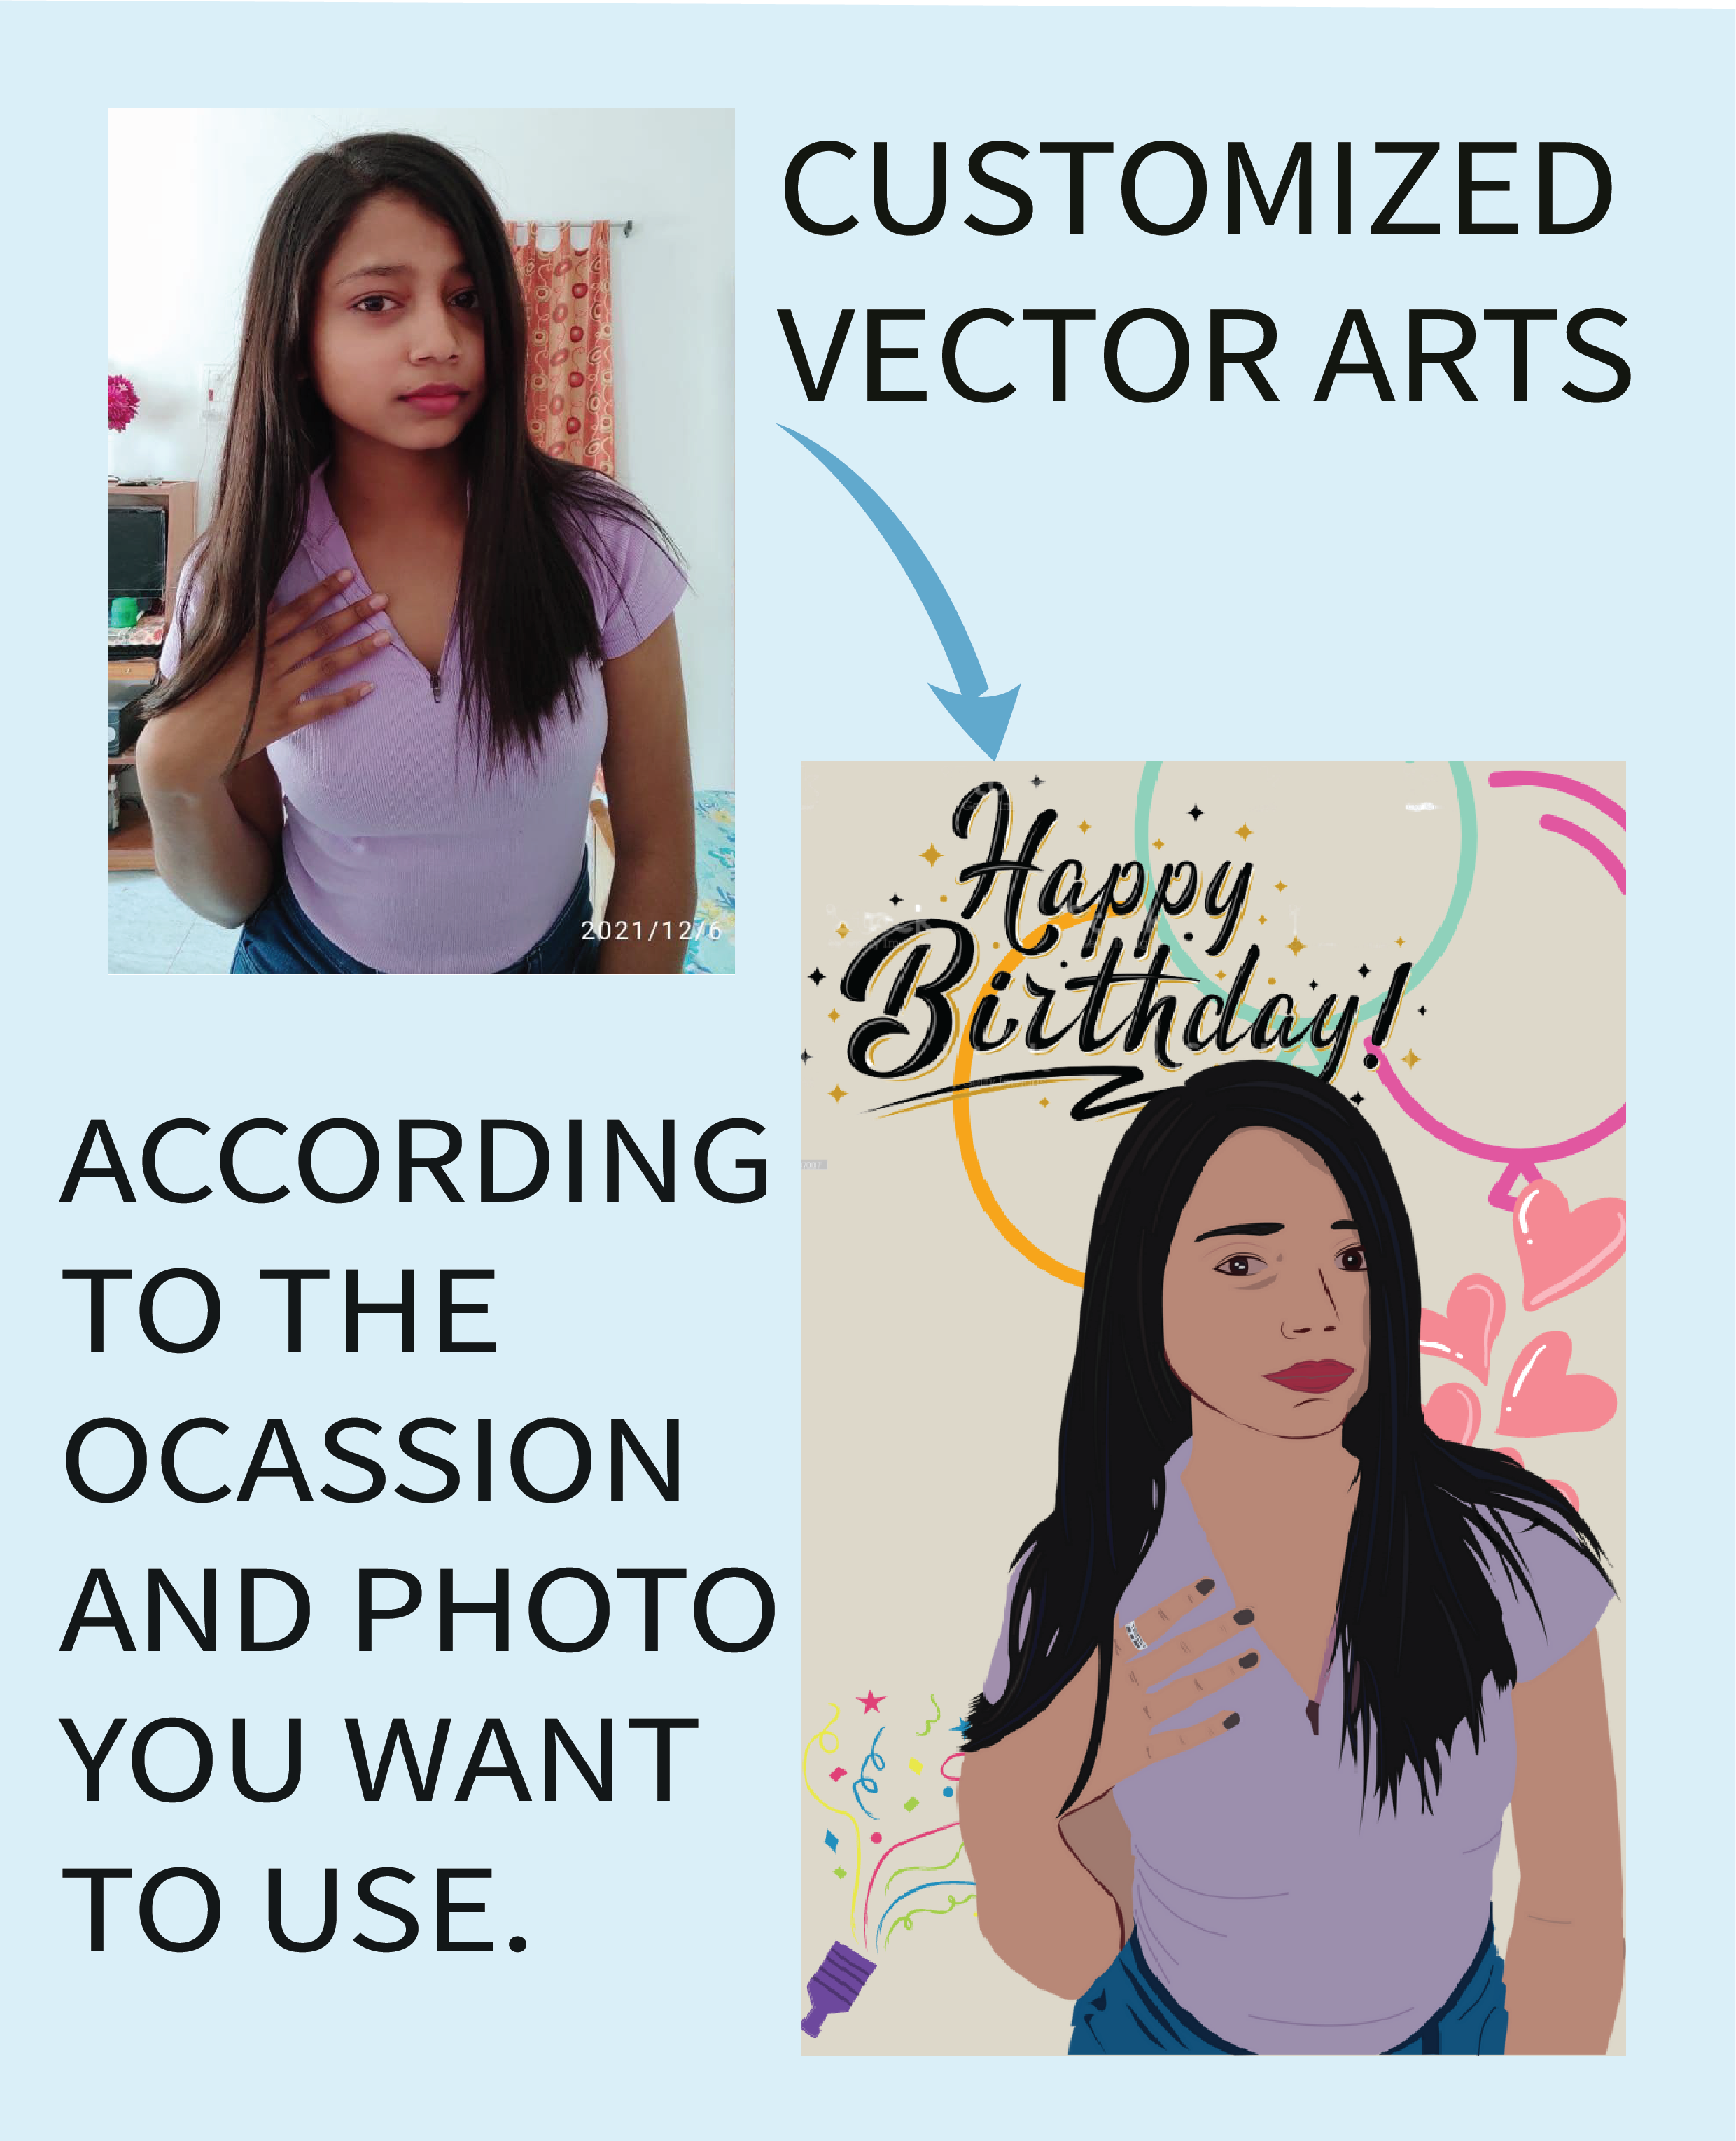 CUSTOMIZED
VECTOR ARTS
2021/12/6
Happy
Birthday!
ACCORDING
TO THE
OCASSION
AND PHOTO
YOU WANT
TO USE.